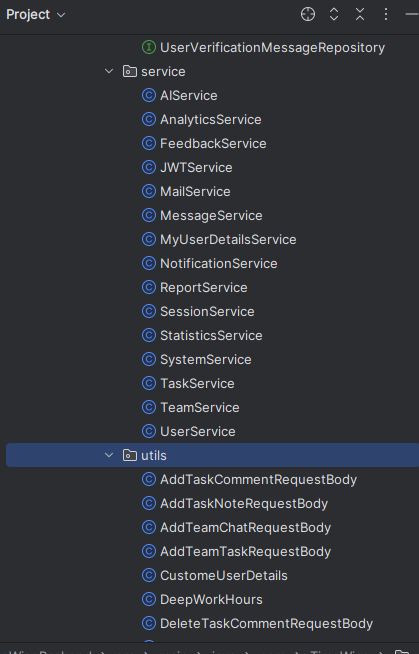 Project
UserVerificationMessageRepository
service
AIService
AnalyticsService
FeedbackService
JWTService
MailService
MessageService
MyUserDetailsService
NotificationService
ReportService
SessionService
StatisticsService
SystemService
TaskService
TeamService
UserService
utils
AddTaskCommentRequestBody
AddTaskNoteRequestBody
AddTeamChatRequestBody
AddTeamTaskRequestBody
CustomeUserDetails
DeepWorkHours
DeleteTaskCommentRequestBody